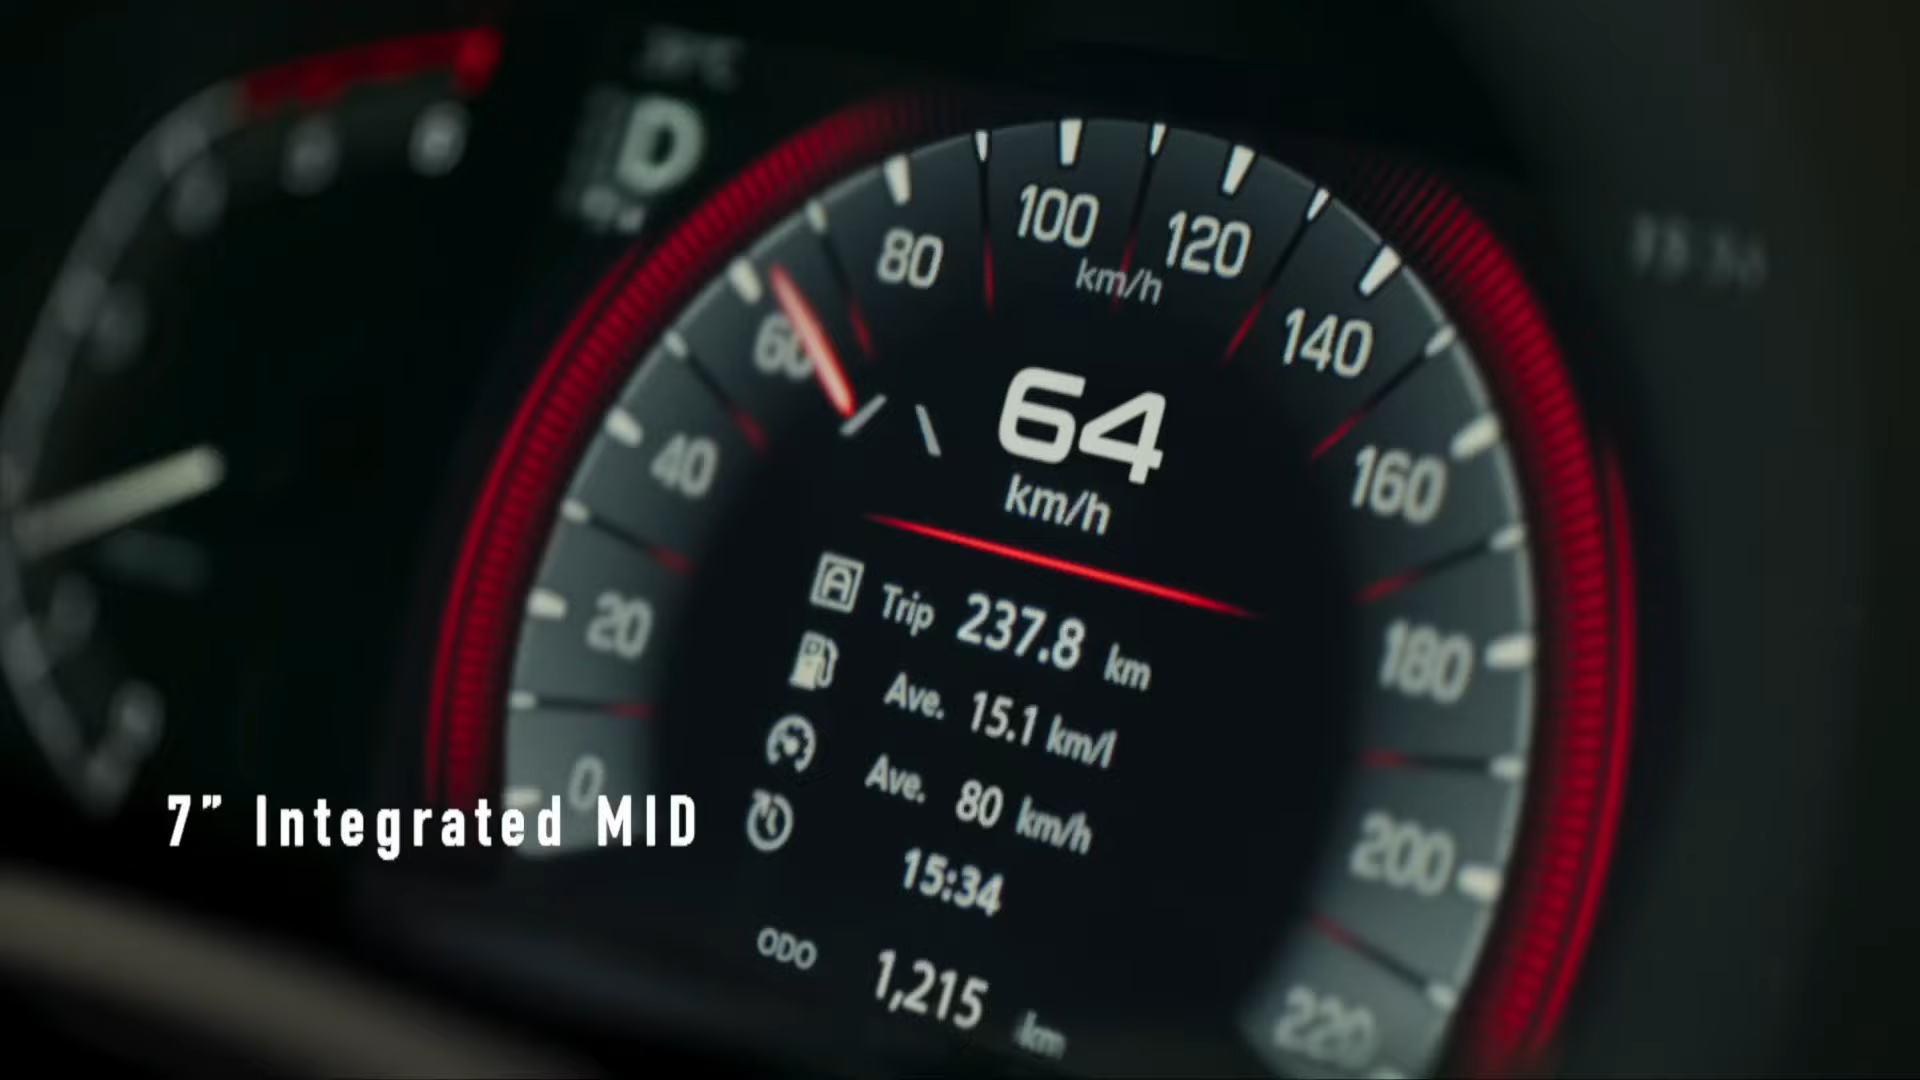 D
0
20
40
60
80
100
120
140
160
180
200
220
km/h
64
km/h
A Trip 237.8 km
Ave. 15.1 km/l
Ave. 80 km/h
15:34
ODO 1,215 km
7” Integrated MID